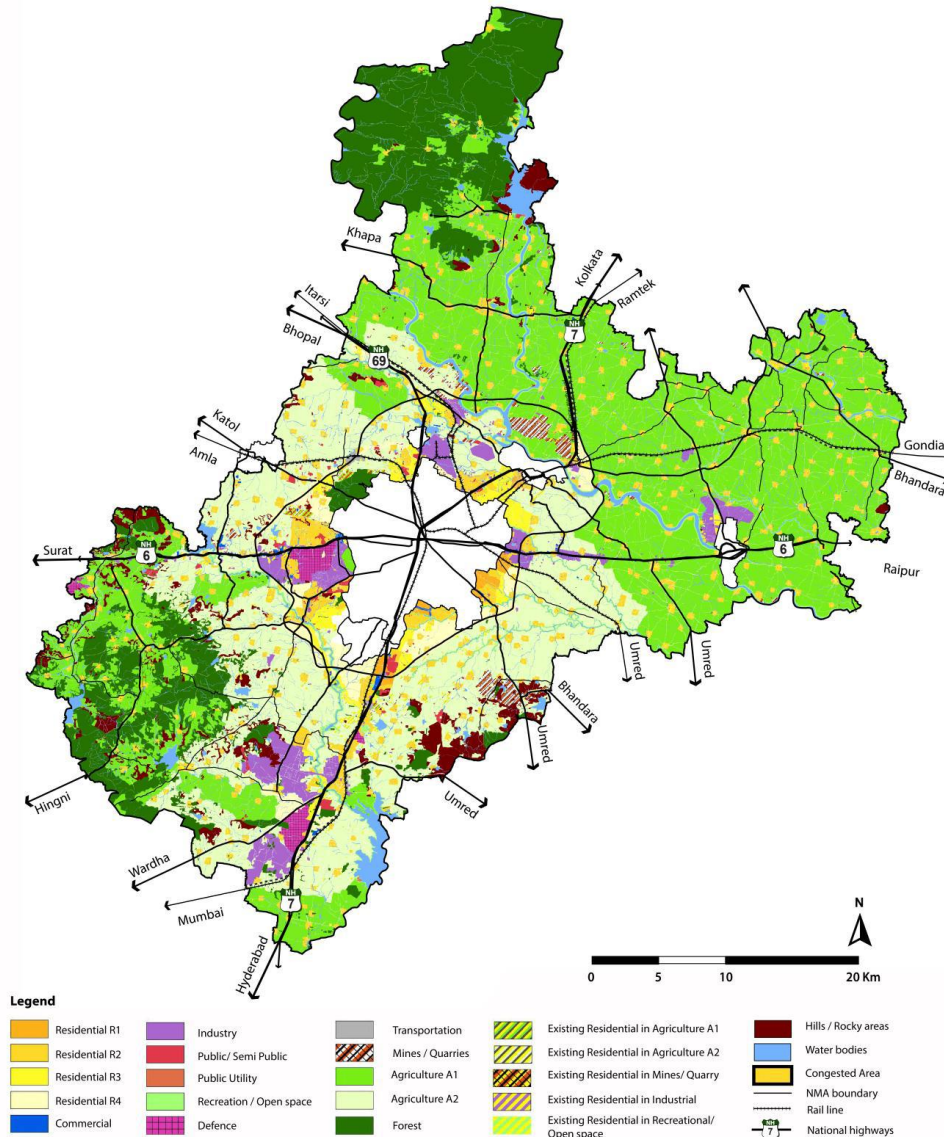 Khapa
Kolkata
Ramtek
Itarsi
Bhopal
NH
7
NH
69
Katol
Amla
Gondia
Bhandara
Surat
NH
6
NH
6
Raipur
Umred
Umred
Bhandara
Umred
Umred
Hingni
Wardha
Mumbai
NH
7
Hyderabad
N
0 5 10 20 Km
Legend
Residential R1
Residential R2
Residential R3
Residential R4
Commercial
Industry
Public/ Semi Public
Public Utility
Recreation / Open space
Defence
Transportation
Mines / Quarries
Agriculture A1
Agriculture A2
Forest
Existing Residential in Agriculture A1
Existing Residential in Agriculture A2
Existing Residential in Mines/ Quarry
Existing Residential in Industrial
Existing Residential in Recreational/
Open space
Hills / Rocky areas
Water bodies
Congested Area
NMA boundary
Rail line
NH
7
National highways